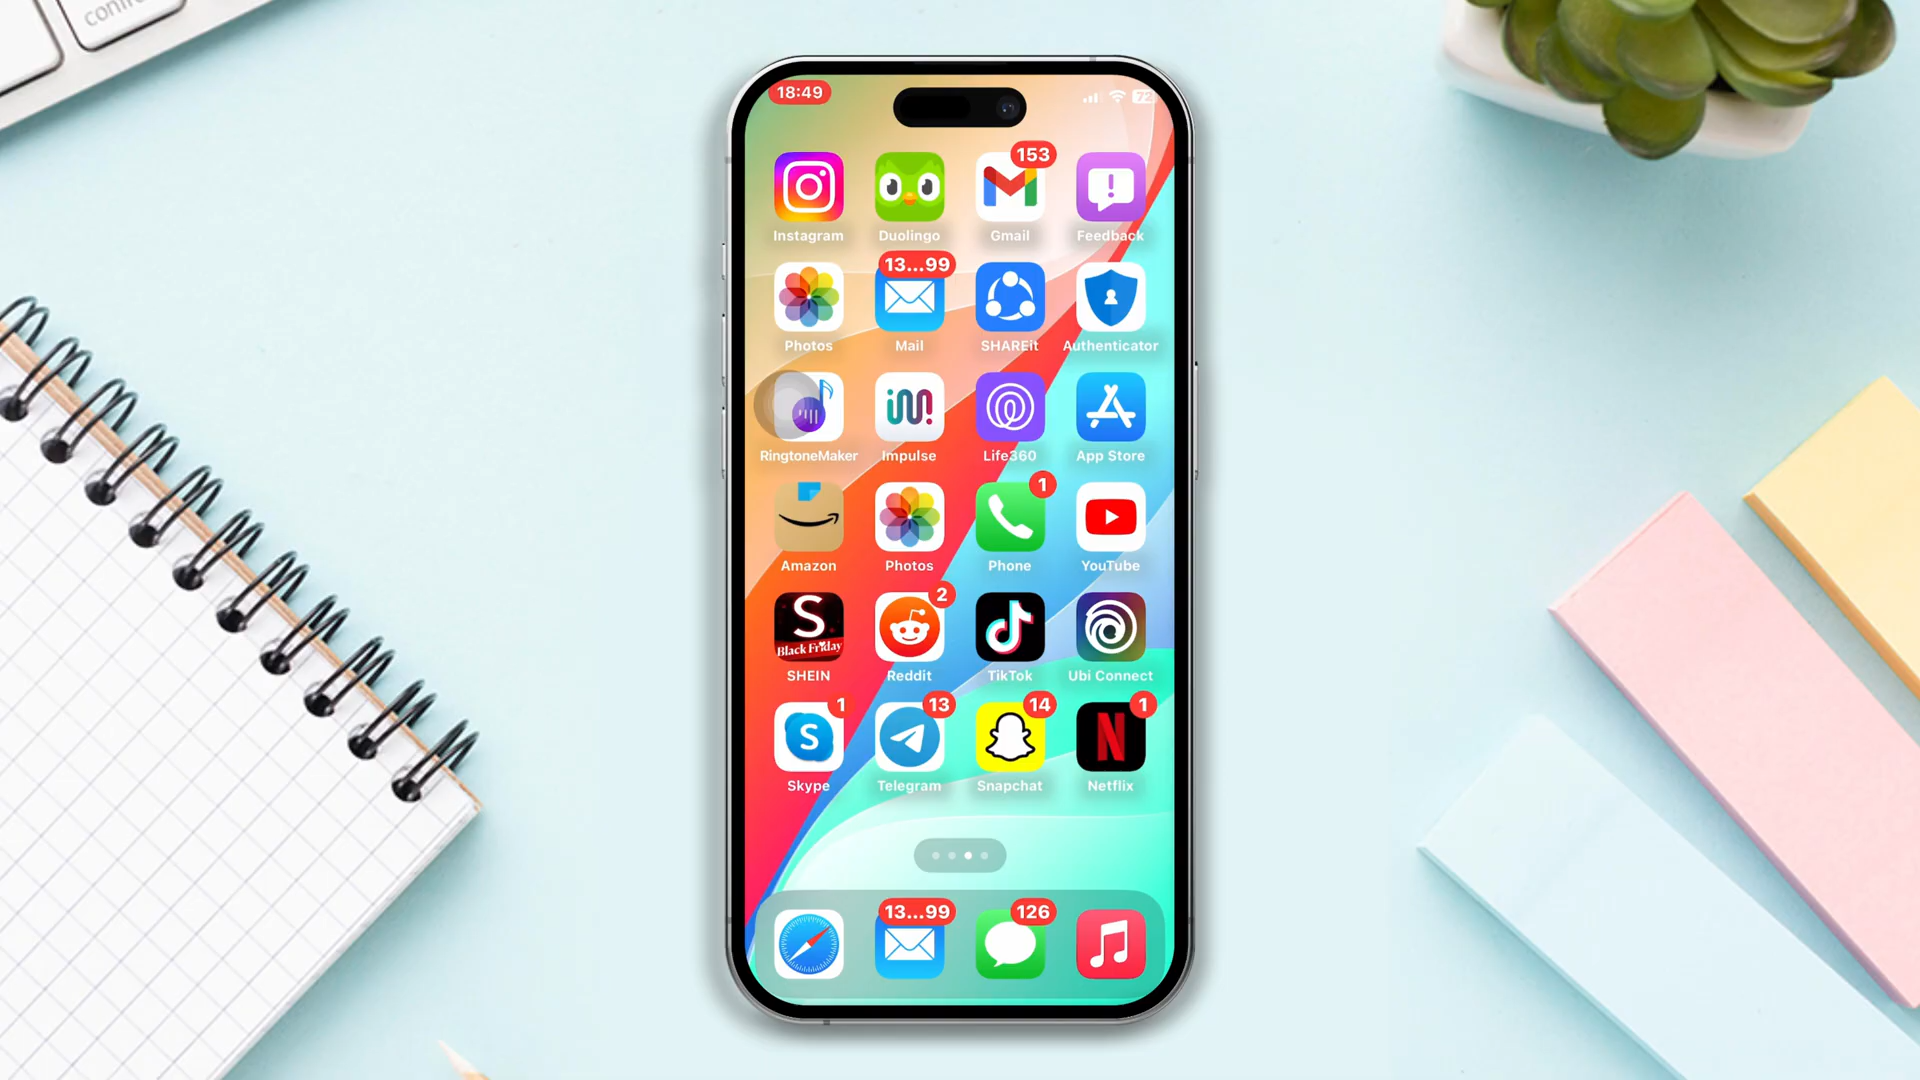 18:49
72
153
Instagram Duolingo Gmail Feedback
13...99
Photos Mail SHAREit Authenticator
RingtoneMaker Impulse Life360 App Store
1
Amazon Photos Phone YouTube
S
Black Friday
2
SHEIN Reddit TikTok Ubi Connect
1 13 14 1
S N
Skype Telegram Snapchat Netflix
13...99 126